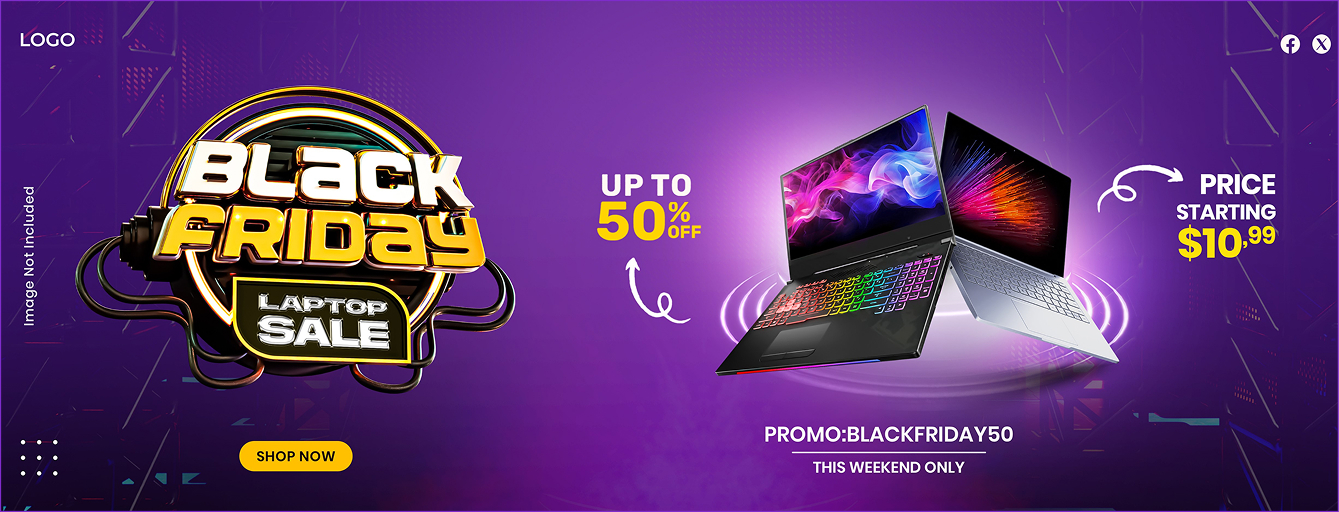 LOGO
Image Not Included
BLaCK
FRIDay
LAPTOP
SALE
SHOP NOW
UP TO
50% OFF
PRICE
STARTING
$10,99
PROMO:BLACKFRIDAY50
THIS WEEKEND ONLY